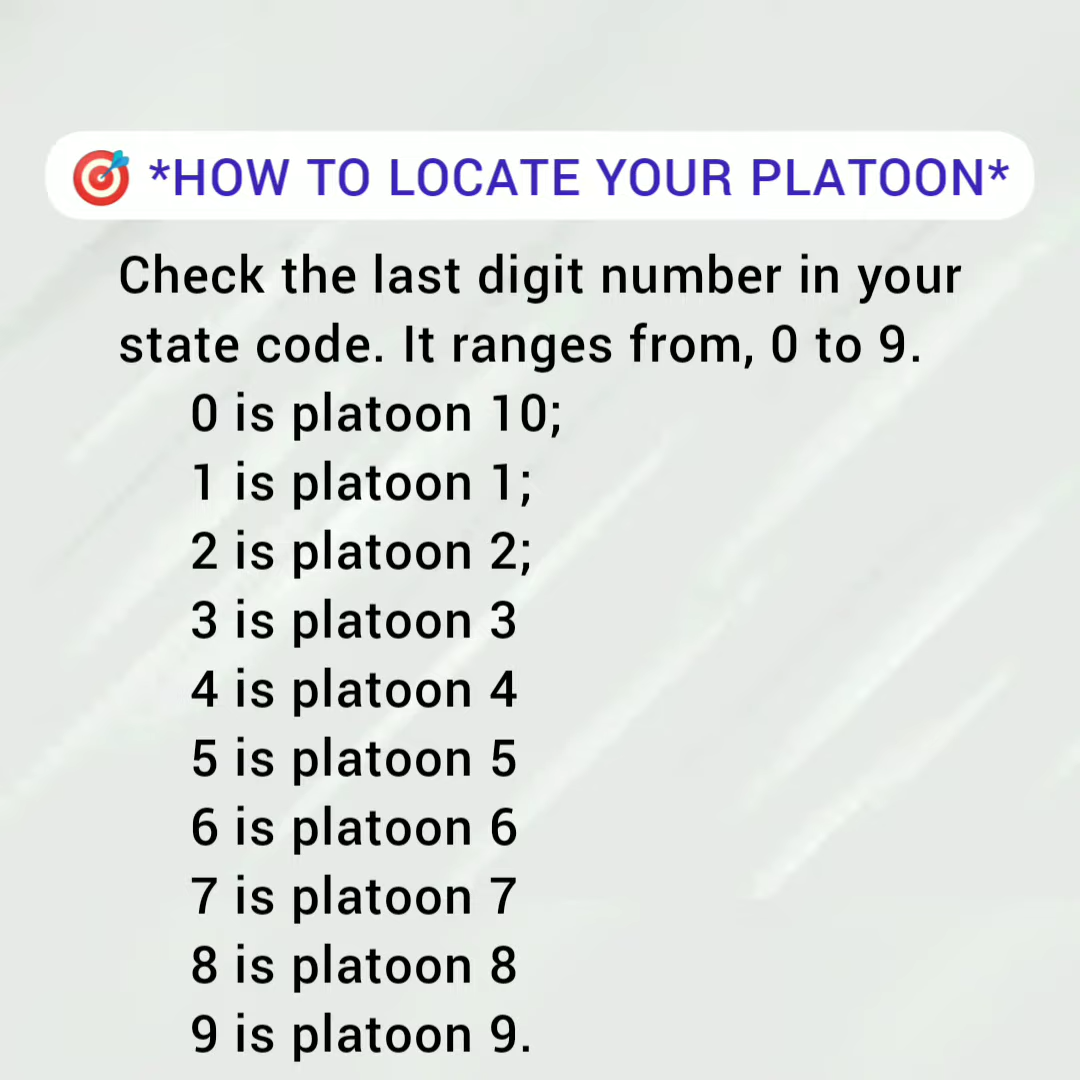 🎯 *HOW TO LOCATE YOUR PLATOON*
Check the last digit number in your
state code. It ranges from, 0 to 9.
0 is platoon 10;
1 is platoon 1;
2 is platoon 2;
3 is platoon 3
4 is platoon 4
5 is platoon 5
6 is platoon 6
7 is platoon 7
8 is platoon 8
9 is platoon 9.